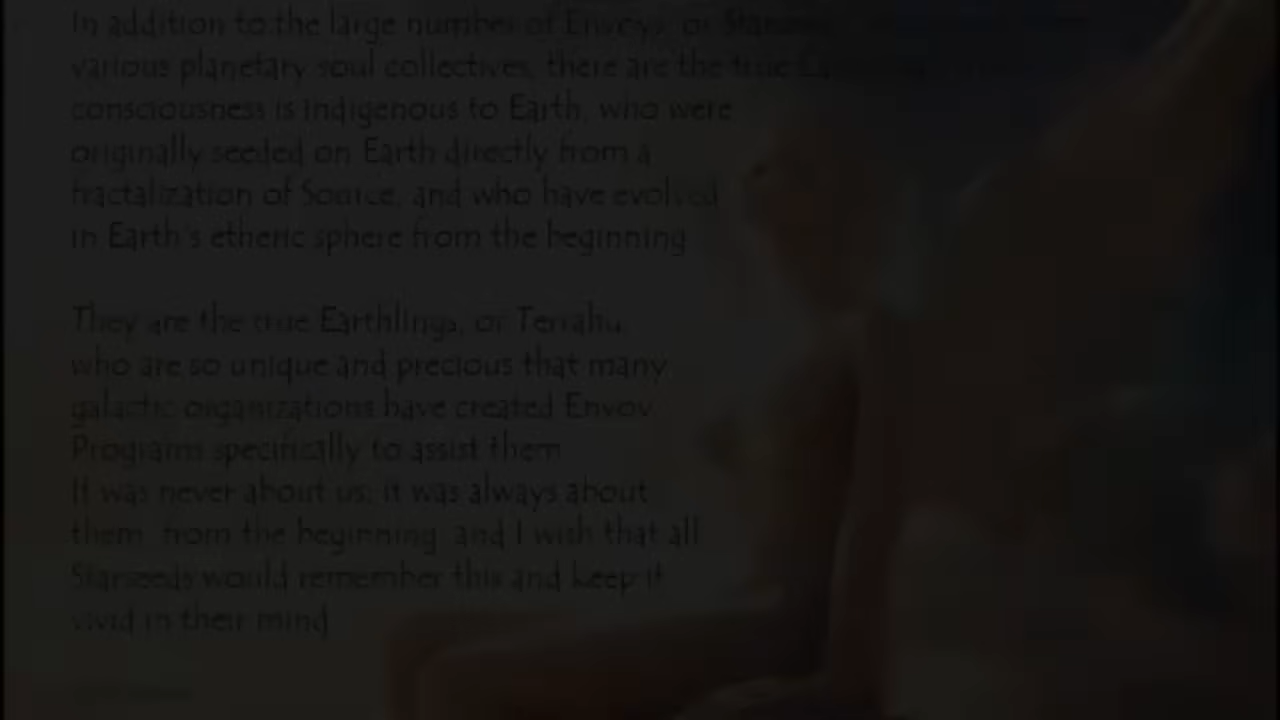 In addition to the large number of Envoys, or
various planetary soul collectives, there are the true
consciousness is indigenous to Earth, who were
originally seeded on Earth directly from a
fractalization of Source, and who have evolved
in Earth's etheric sphere from the beginning
They are the true Earthlings, or Terrahu
who are so unique and precious that many
galactic organizations have created Envoy
Programs specifically to assist them
It was never about us; it was always about
them, from the beginning, and I wish that all
Starseeds would remember this and keep it
vivid in their mind